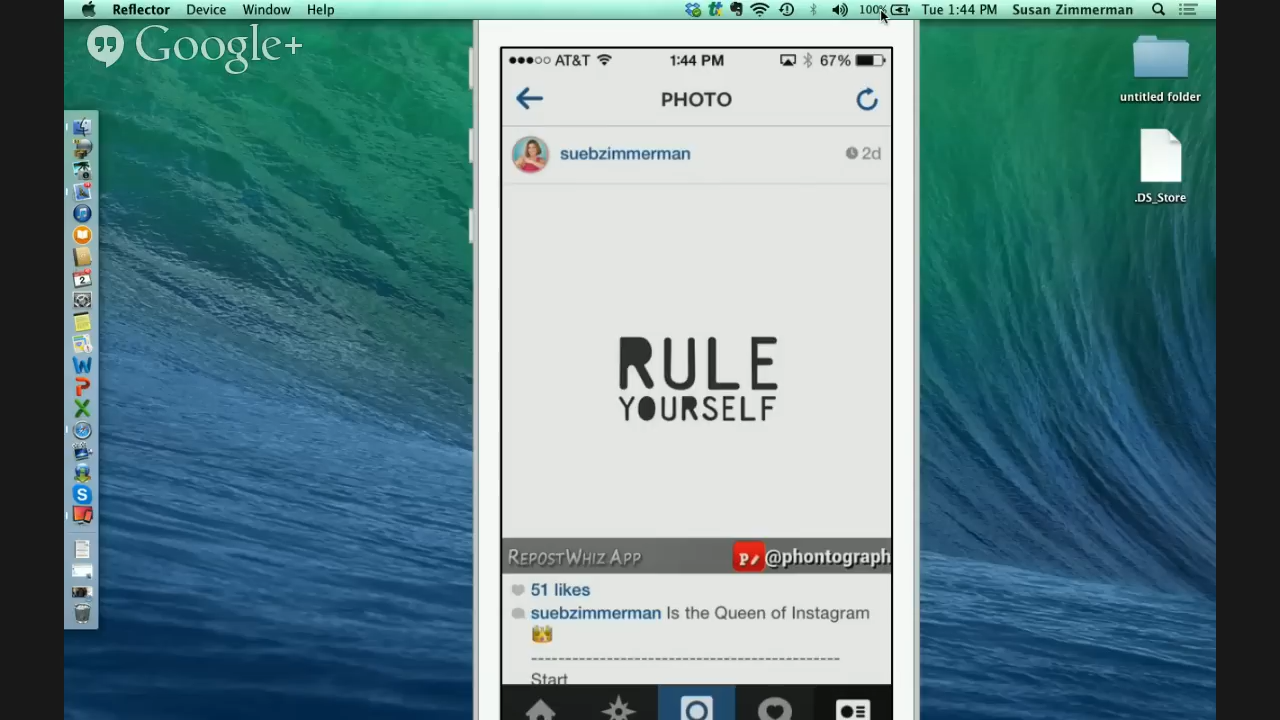 Reflector Device Window Help 100% Tue 1:44 PM Susan Zimmerman
Google+
AT&T 1:44 PM 67%
PHOTO
suebzimmerman 2d
RULE
YOURSELF
RepostWhiz App @phontograph
51 likes
suebzimmerman Is the Queen of Instagram
------------------------------------------
Start
untitled folder
.DS_Store
2
W
P
X
S